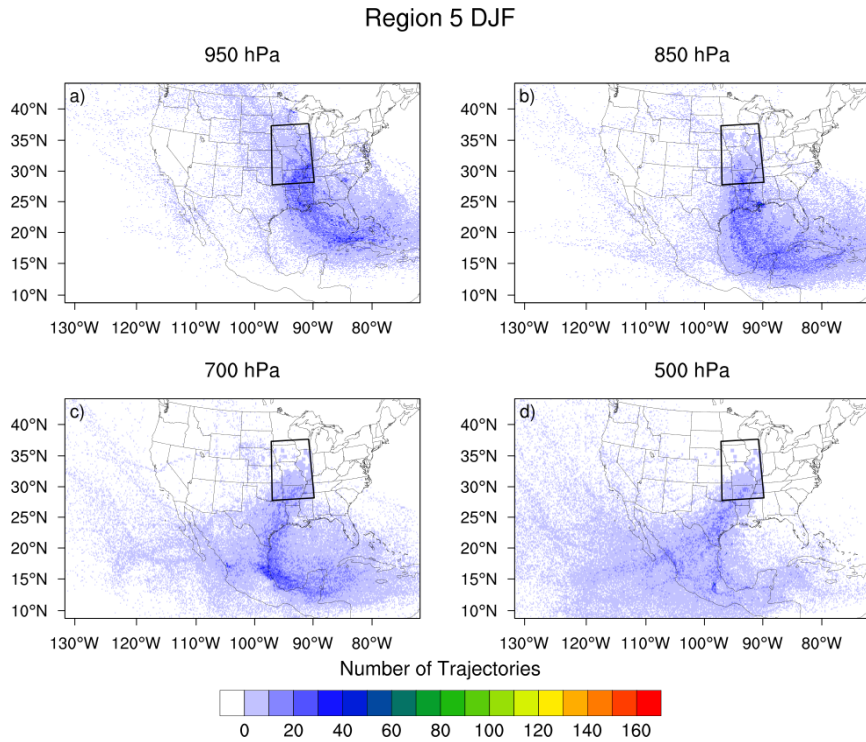 Region 5 DJF
950 hPa
850 hPa
a)
40°N
35°N
30°N
25°N
20°N
15°N
10°N
130°W 120°W 110°W 100°W 90°W 80°W
b)
40°N
35°N
30°N
25°N
20°N
15°N
10°N
130°W 120°W 110°W 100°W 90°W 80°W
700 hPa
500 hPa
c)
40°N
35°N
30°N
25°N
20°N
15°N
10°N
130°W 120°W 110°W 100°W 90°W 80°W
d)
40°N
35°N
30°N
25°N
20°N
15°N
10°N
130°W 120°W 110°W 100°W 90°W 80°W
Number of Trajectories
0 20 40 60 80 100 120 140 160